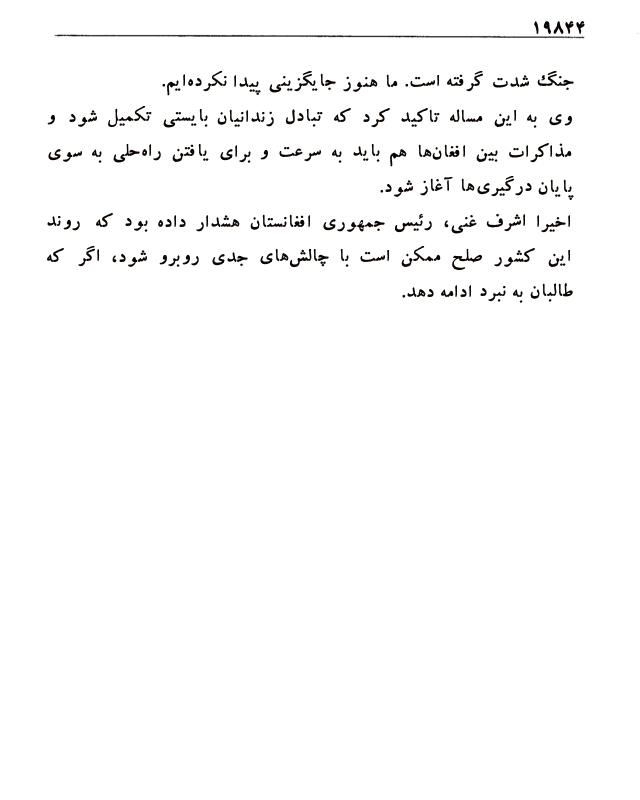 ۱۹۸۴۴
جنگ شدت گرفته است. ما هنوز جایگزینی پیدا نکرده‌ایم.
وی به این مساله تاکید کرد که تبادل زندانیان بایستی تکمیل شود و
مذاکرات بین افغان‌ها هم باید به سرعت و برای یافتن راه‌حلی به سوی
پایان درگیری‌ها آغاز شود.
اخیرا اشرف غنی، رئیس جمهوری افغانستان هشدار داده بود که روند
این کشور صلح ممکن است با چالش‌های جدی روبرو شود، اگر که
طالبان به نبرد ادامه دهد.